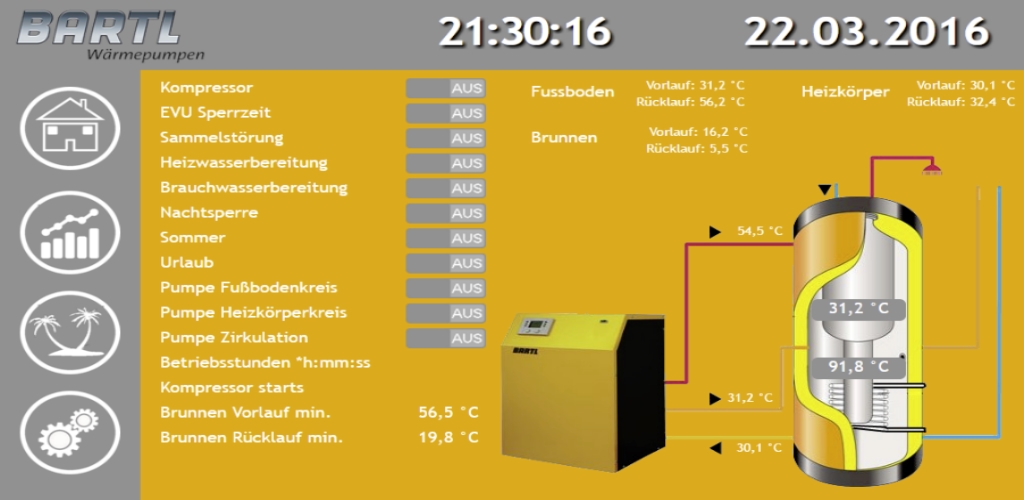 BARTL
Wärmepumpen
21:30:16
22.03.2016
Kompressor AUS
EVU Sperrzeit AUS
Sammelstörung AUS
Heizwasserbereitung AUS
Brauchwasserbereitung AUS
Nachtsperre AUS
Sommer AUS
Urlaub AUS
Pumpe Fußbodenkreis AUS
Pumpe Heizkörperkreis AUS
Pumpe Zirkulation AUS
Betriebsstunden *h:mm:ss
Kompressor starts
Brunnen Vorlauf min. 56,5 °C
Brunnen Rücklauf min. 19,8 °C
Fussboden
Vorlauf: 31,2 °C
Rücklauf: 56,2 °C
Heizkörper
Vorlauf: 30,1 °C
Rücklauf: 32,4 °C
Brunnen
Vorlauf: 16,2 °C
Rücklauf: 5,5 °C
54,5 °C
31,2 °C
91,8 °C
31,2 °C
30,1 °C
BARTL